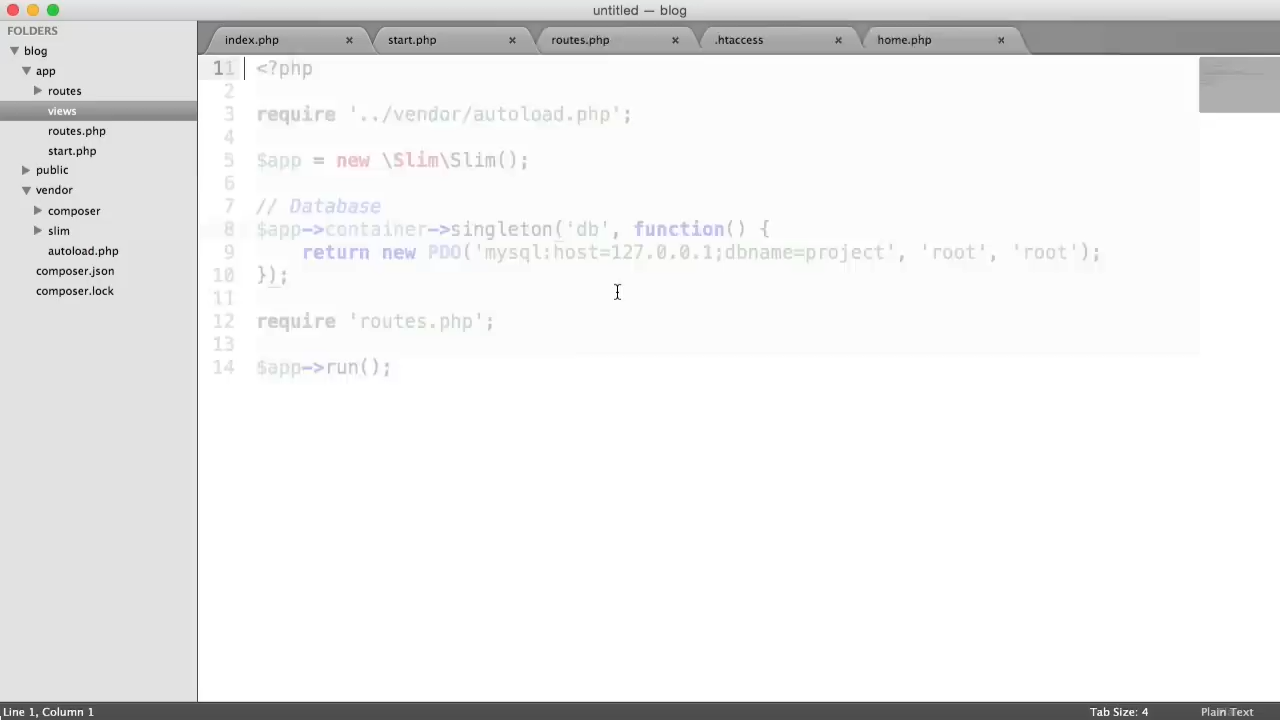 untitled — blog
FOLDERS
blog
app
routes
views
routes.php
start.php
public
vendor
composer
slim
autoload.php
composer.json
composer.lock
index.php × start.php × routes.php × .htaccess × home.php ×
1 <?php
2
3 require '../vendor/autoload.php';
4
5 $app = new \Slim\Slim();
6
7 // Database
8 $app->container->singleton('db', function() {
9 return new PDO('mysql:host=127.0.0.1;dbname=project', 'root', 'root');
10 });
11
12 require 'routes.php';
13
14 $app->run();
Line 1, Column 1
Tab Size: 4
Plain Text